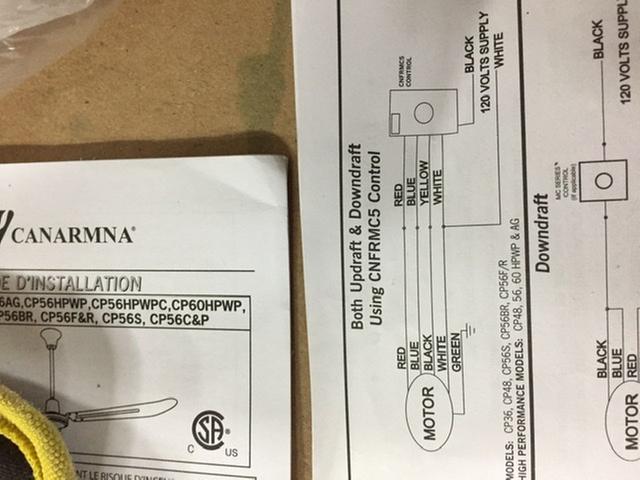 CANARMNA®
E D'INSTALLATION
6AG,CP56HPWP,CP56HPWPC,CP60HPWP,
P56BR, CP56F&R, CP56S, CP56C&P
C US
Both Updraft & Downdraft
Using CNFRMC5 Control
CNFRMC5
CONTROL
BLACK
120 VOLTS SUPPLY
WHITE
RED
BLUE
YELLOW
WHITE
RED
BLUE
BLACK
WHITE
GREEN
MOTOR
MODELS: CP36, CP48, CP56S, CP56BR, CP56F/R
HIGH PERFORMANCE MODELS: CP48, 56, 60 HPWP & AG
Downdraft
MC SERIES
CONTROL
(If applicable)
BLACK
120 VOLTS SUPP
BLACK
BLUE
RED
MOTOR